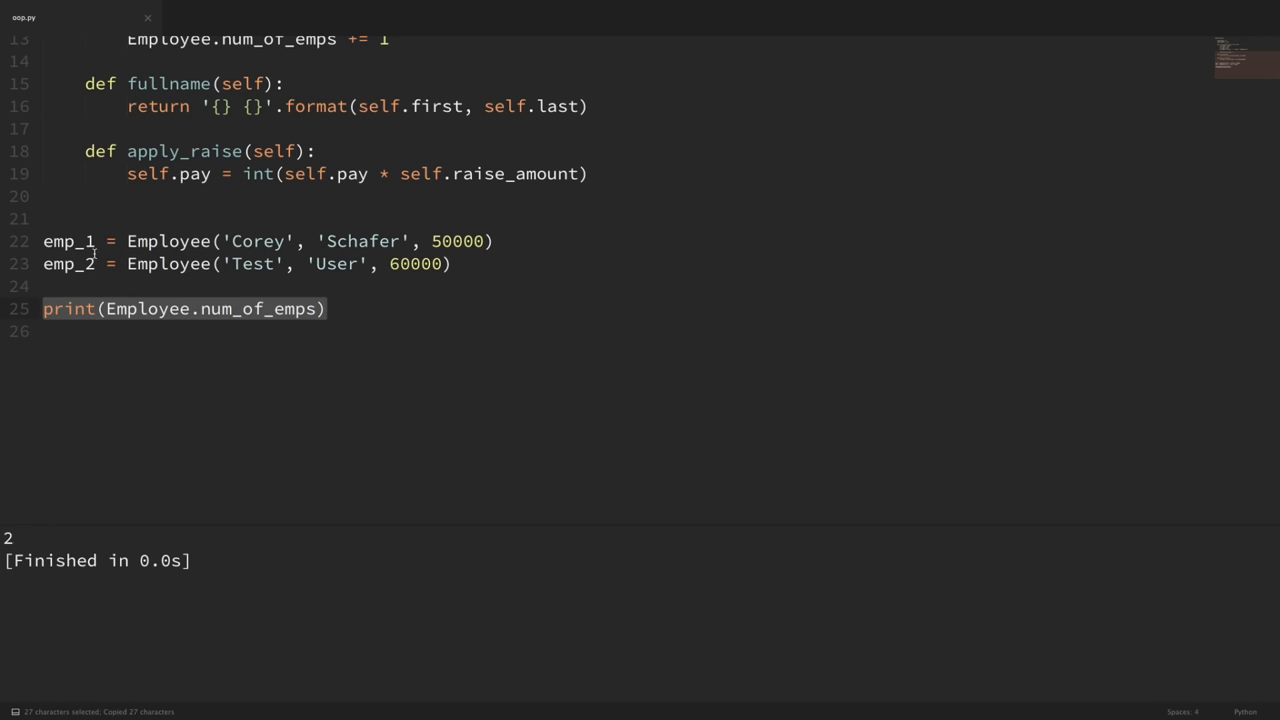 oop.py ×
13 Employee.num_of_emps += 1
14
15 def fullname(self):
16 return '{} {}'.format(self.first, self.last)
17
18 def apply_raise(self):
19 self.pay = int(self.pay * self.raise_amount)
20
21
22 emp_1 = Employee('Corey', 'Schafer', 50000)
23 emp_2 = Employee('Test', 'User', 60000)
24
25 print(Employee.num_of_emps)
26
2
[Finished in 0.0s]
27 characters selected; Copied 27 characters Spaces: 4 Python